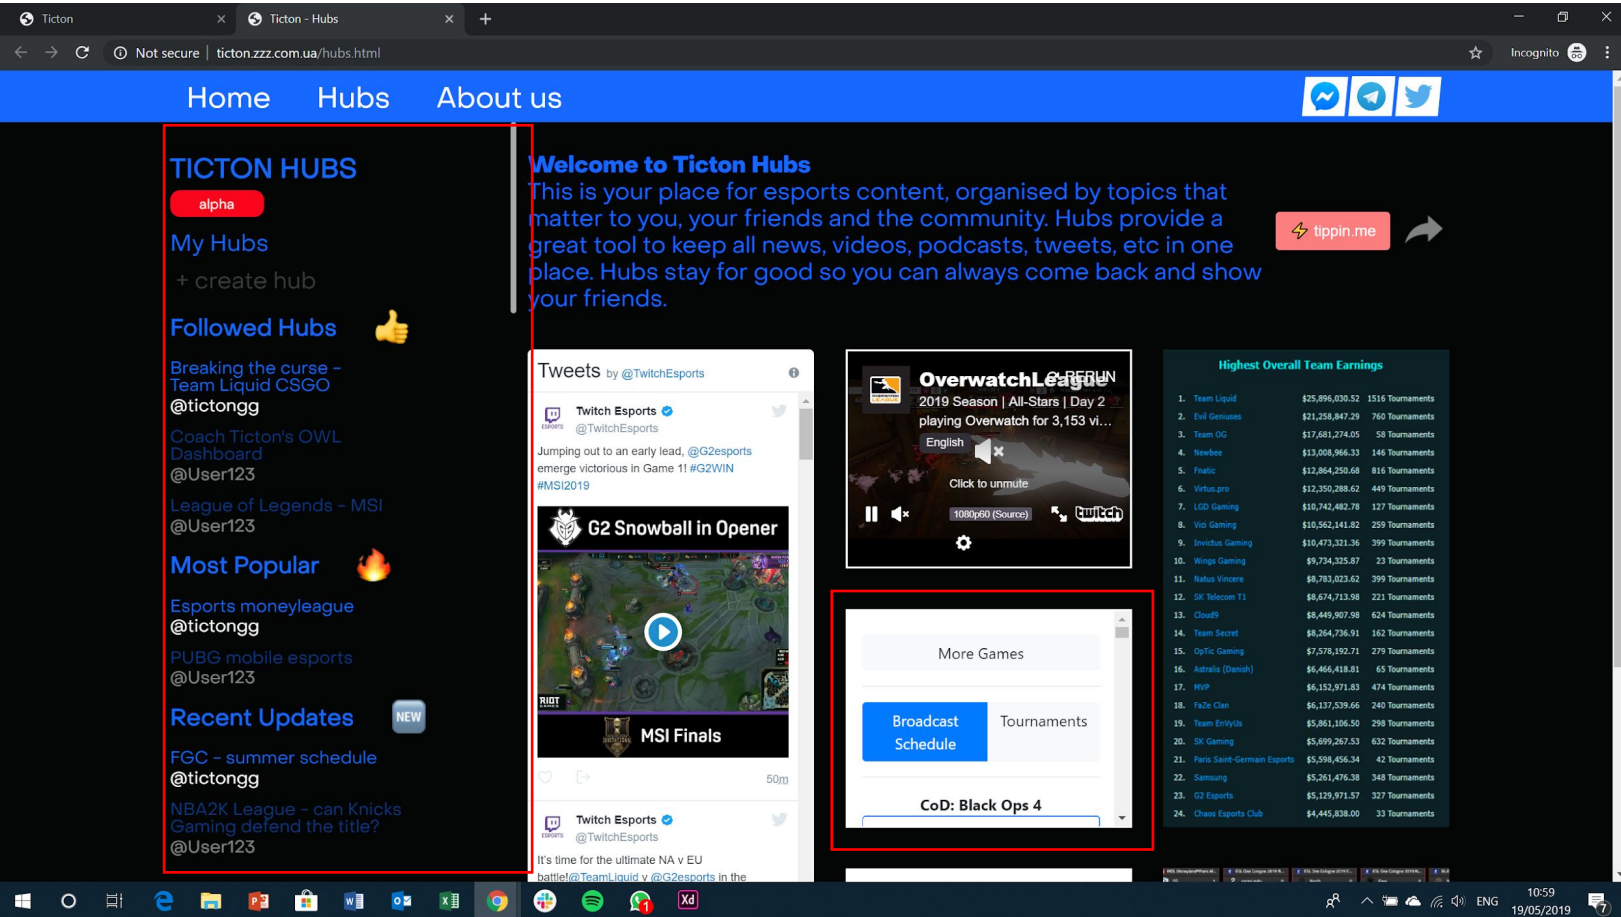 Ticton
Ticton - Hubs
Not secure | ticton.zzz.com.ua/hubs.html
Incognito
Home Hubs About us
TICTON HUBS
alpha
My Hubs
+ create hub
Followed Hubs
Breaking the curse -
Team Liquid CSGO
@tictongg
Coach Ticton's OWL
Dashboard
@User123
League of Legends - MSI
@User123
Most Popular
Esports moneyleague
@tictongg
PUBG mobile esports
@User123
Recent Updates
NEW
FGC - summer schedule
@tictongg
NBA2K League - can Knicks
Gaming defend the title?
@User123
Welcome to Ticton Hubs
This is your place for esports content, organised by topics that
matter to you, your friends and the community. Hubs provide a
great tool to keep all news, videos, podcasts, tweets, etc in one
place. Hubs stay for good so you can always come back and show
your friends.
tippin.me
Tweets by @TwitchEsports
Twitch Esports
@TwitchEsports
Jumping out to an early lead, @G2esports
emerge victorious in Game 1! #G2WIN
#MSI2019
G2 Snowball in Opener
RIOT
GAMES
MSI Finals
50m
Twitch Esports
@TwitchEsports
It's time for the ultimate NA v EU
battle!@TeamLiquid v @G2esports in the
OverwatchLeague
RERUN
2019 Season | All-Stars | Day 2
playing Overwatch for 3,153 vi...
English
Click to unmute
1080p60 (Source)
twitch
More Games
Broadcast
Schedule
Tournaments
CoD: Black Ops 4
Highest Overall Team Earnings
1. Team Liquid $25,896,030.52 1516 Tournaments
2. Evil Geniuses $21,258,847.29 760 Tournaments
3. Team OG $17,681,274.05 58 Tournaments
4. Newbee $13,008,966.33 146 Tournaments
5. Fnatic $12,864,250.68 816 Tournaments
6. Virtus.pro $12,350,288.62 449 Tournaments
7. LGD Gaming $10,742,482.78 127 Tournaments
8. Vici Gaming $10,562,141.82 259 Tournaments
9. Invictus Gaming $10,473,321.36 399 Tournaments
10. Wings Gaming $9,734,325.87 23 Tournaments
11. Natus Vincere $8,783,023.62 399 Tournaments
12. SK Telecom T1 $8,674,713.98 221 Tournaments
13. Cloud9 $8,449,907.98 624 Tournaments
14. Team Secret $8,264,736.91 162 Tournaments
15. OpTic Gaming $7,578,192.71 279 Tournaments
16. Astralis (Danish) $6,466,418.81 65 Tournaments
17. MVP $6,152,971.83 474 Tournaments
18. FaZe Clan $6,137,539.66 240 Tournaments
19. Team EnVyUs $5,861,106.50 298 Tournaments
20. SK Gaming $5,699,267.53 632 Tournaments
21. Paris Saint-Germain Esports $5,598,456.34 42 Tournaments
22. Samsung $5,261,476.38 348 Tournaments
23. G2 Esports $5,129,971.57 327 Tournaments
24. Chaos Esports Club $4,445,838.00 33 Tournaments
ENG
10:59
19/05/2019